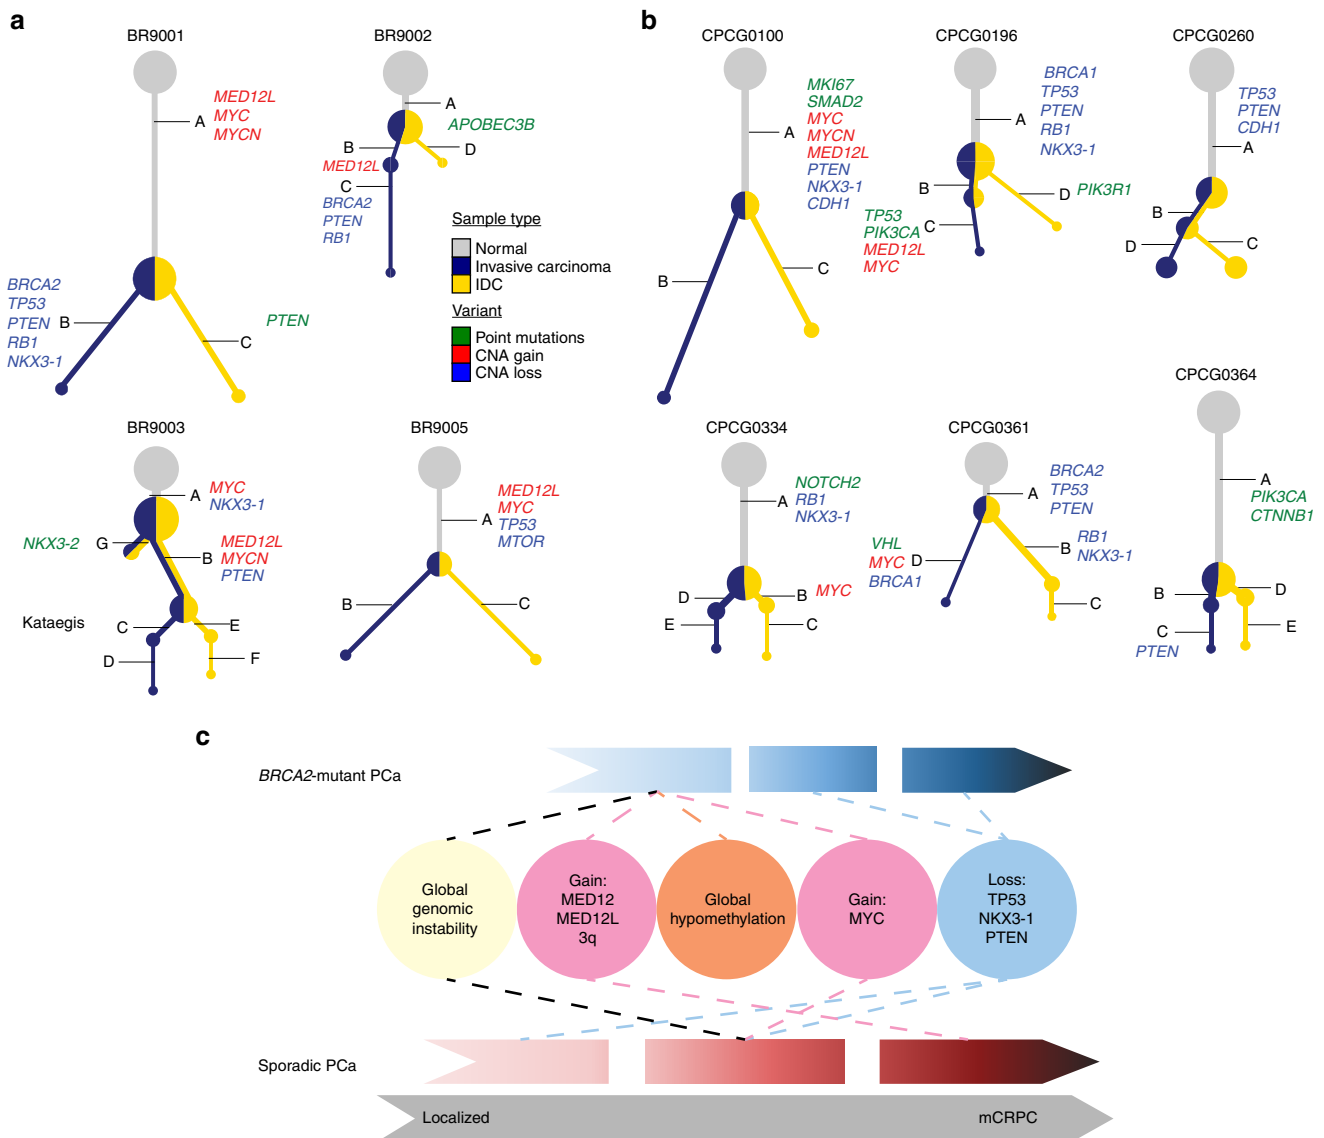 a
BR9001
MED12L
MYC
MYCN
A
BRCA2
TP53
PTEN
RB1
NKX3-1
B
PTEN
C
BR9002
A
APOBEC3B
B
D
MED12L
C
BRCA2
PTEN
RB1
Sample type
Normal
Invasive carcinoma
IDC
Variant
Point mutations
CNA gain
CNA loss
BR9003
A
MYC
NKX3-1
NKX3-2
G
B
MED12L
MYCN
PTEN
Kataegis
C
E
D
F
BR9005
MED12L
MYC
TP53
MTOR
A
B
C
b
CPCG0100
MKI67
SMAD2
MYC
MYCN
MED12L
PTEN
NKX3-1
CDH1
A
B
C
CPCG0196
BRCA1
TP53
PTEN
RB1
NKX3-1
A
B
D
PIK3R1
TP53
PIK3CA
MED12L
MYC
C
CPCG0260
TP53
PTEN
CDH1
A
B
D
C
CPCG0334
NOTCH2
RB1
NKX3-1
A
D
B
MYC
E
C
CPCG0361
BRCA2
TP53
PTEN
A
VHL
MYC
BRCA1
D
B
RB1
NKX3-1
C
CPCG0364
A
PIK3CA
CTNNB1
B
D
C
E
PTEN
c
BRCA2-mutant PCa
Global
genomic
instability
Gain:
MED12
MED12L
3q
Global
hypomethylation
Gain:
MYC
Loss:
TP53
NKX3-1
PTEN
Sporadic PCa
Localized
mCRPC